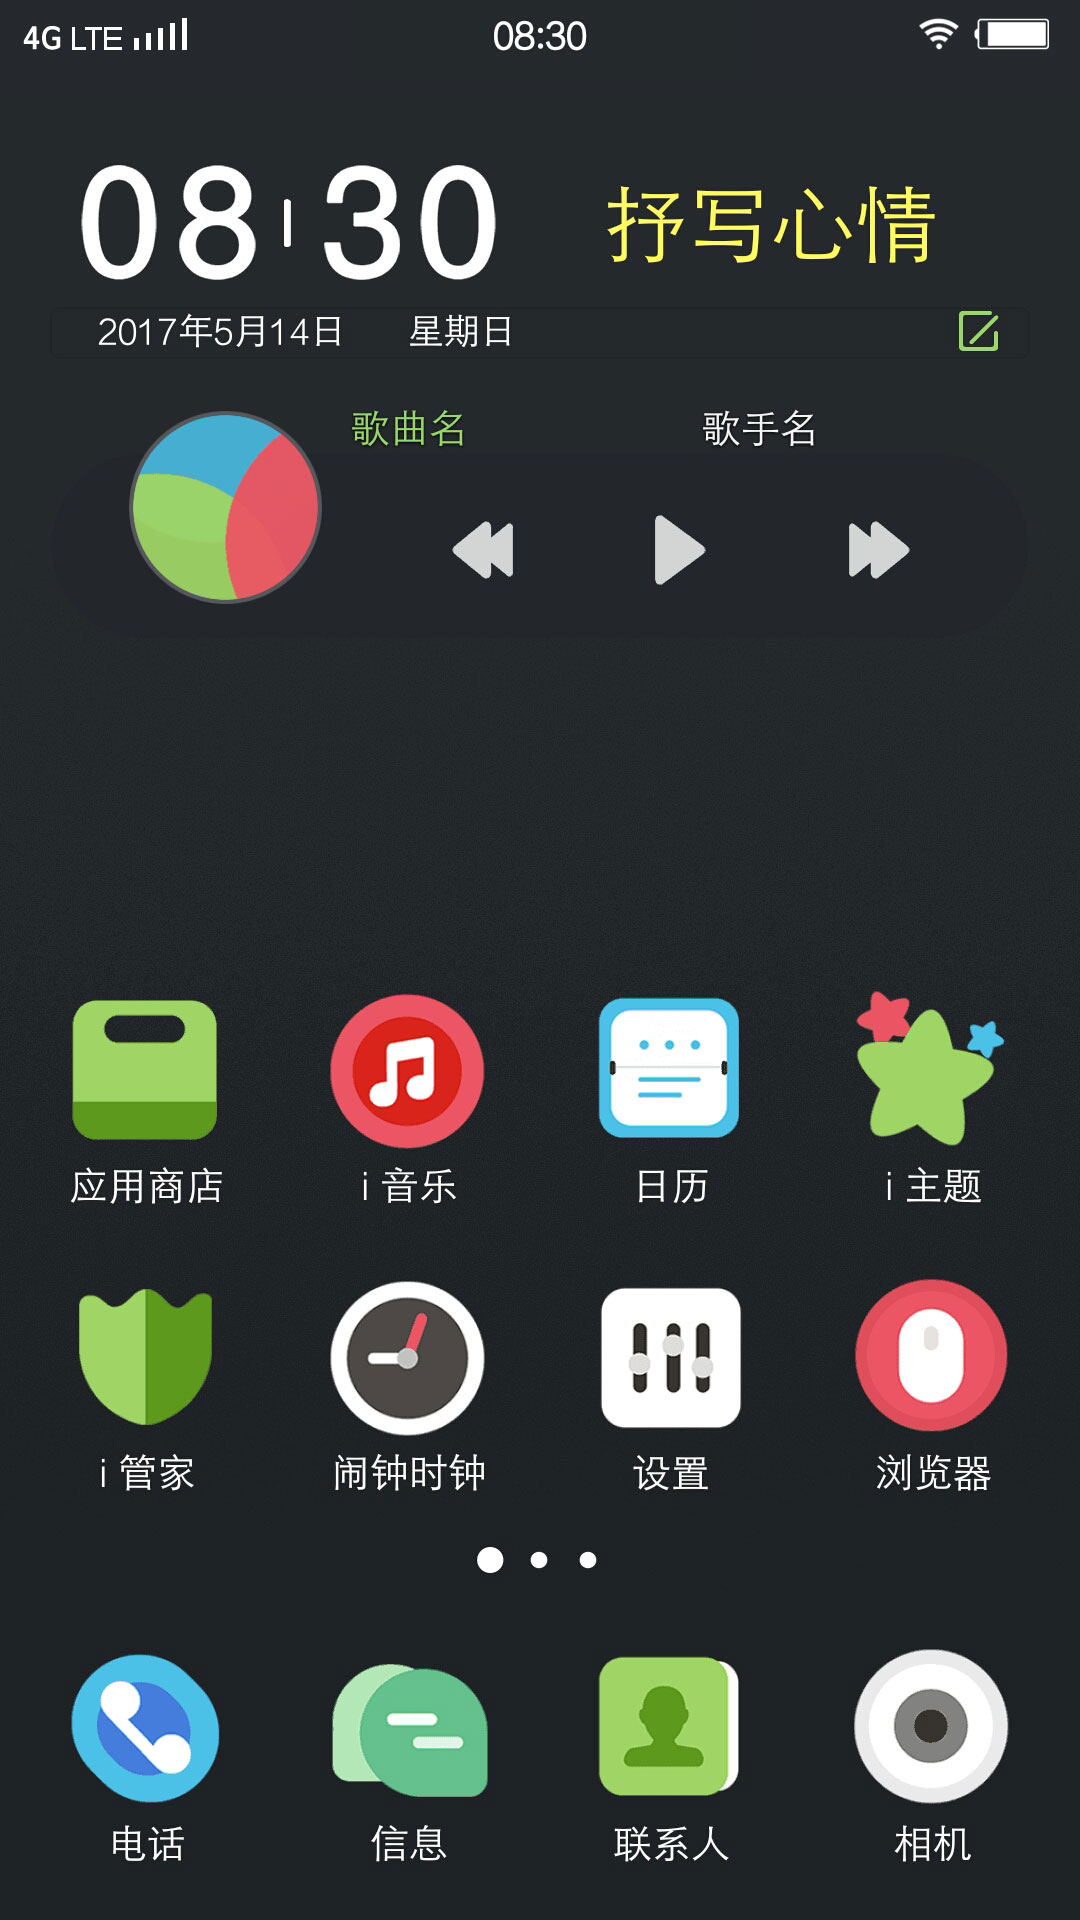 4G LTE 08:30
08 30 抒写心情
2017年5月14日 星期日
歌曲名 歌手名
应用商店 i 音乐 日历 i 主题
i 管家 闹钟时钟 设置 浏览器
电话 信息 联系人 相机